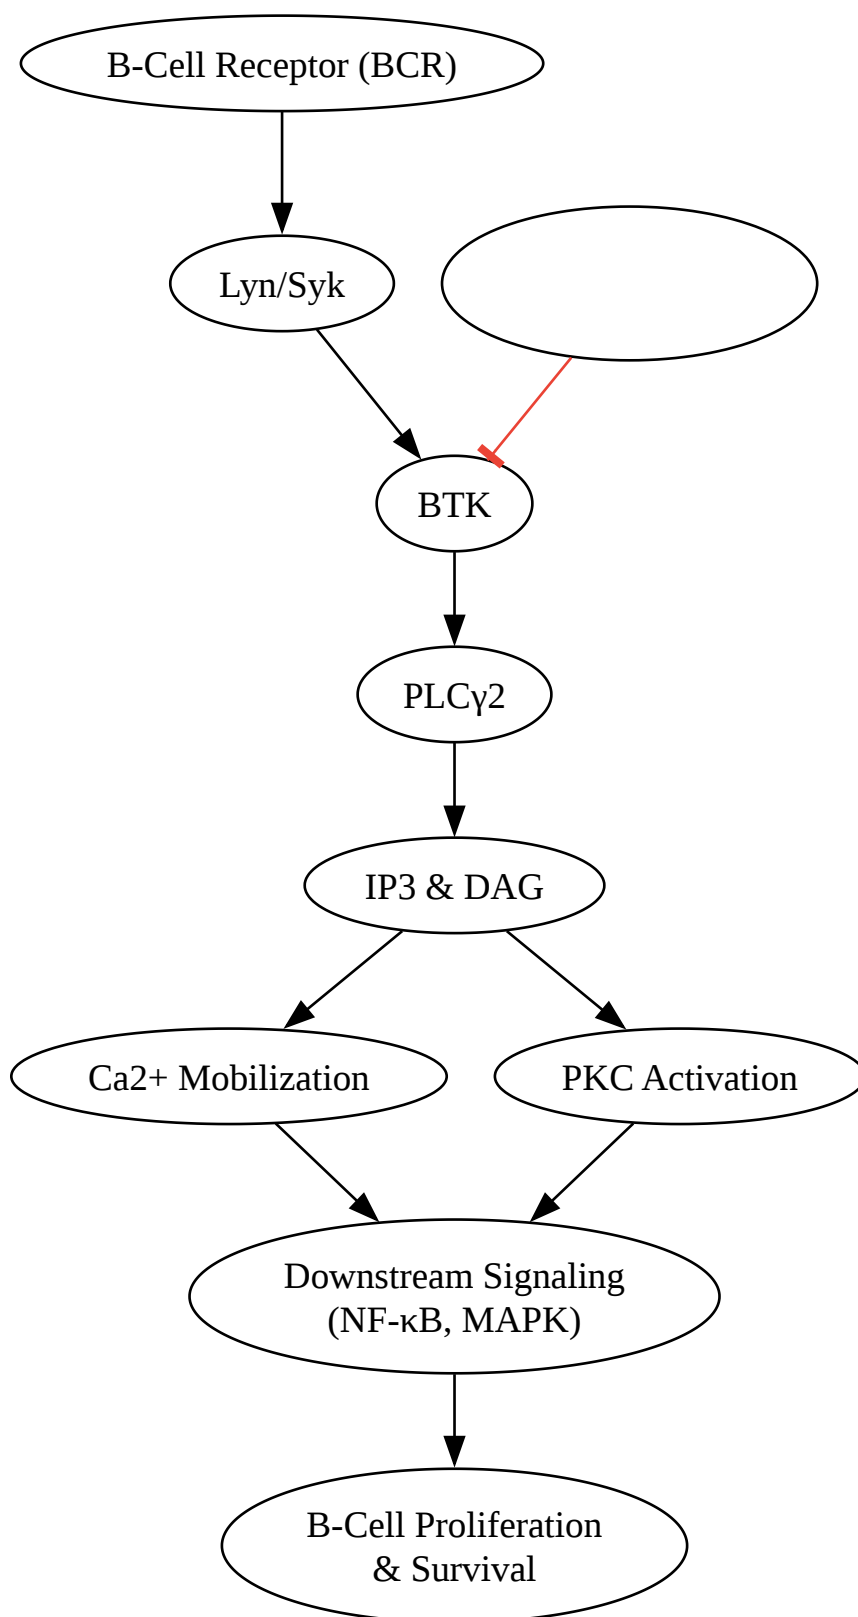 B-Cell Receptor (BCR)
Lyn/Syk
BTK
PLCγ2
IP3 & DAG
Ca2+ Mobilization
PKC Activation
Downstream Signaling
(NF-κB, MAPK)
B-Cell Proliferation
& Survival